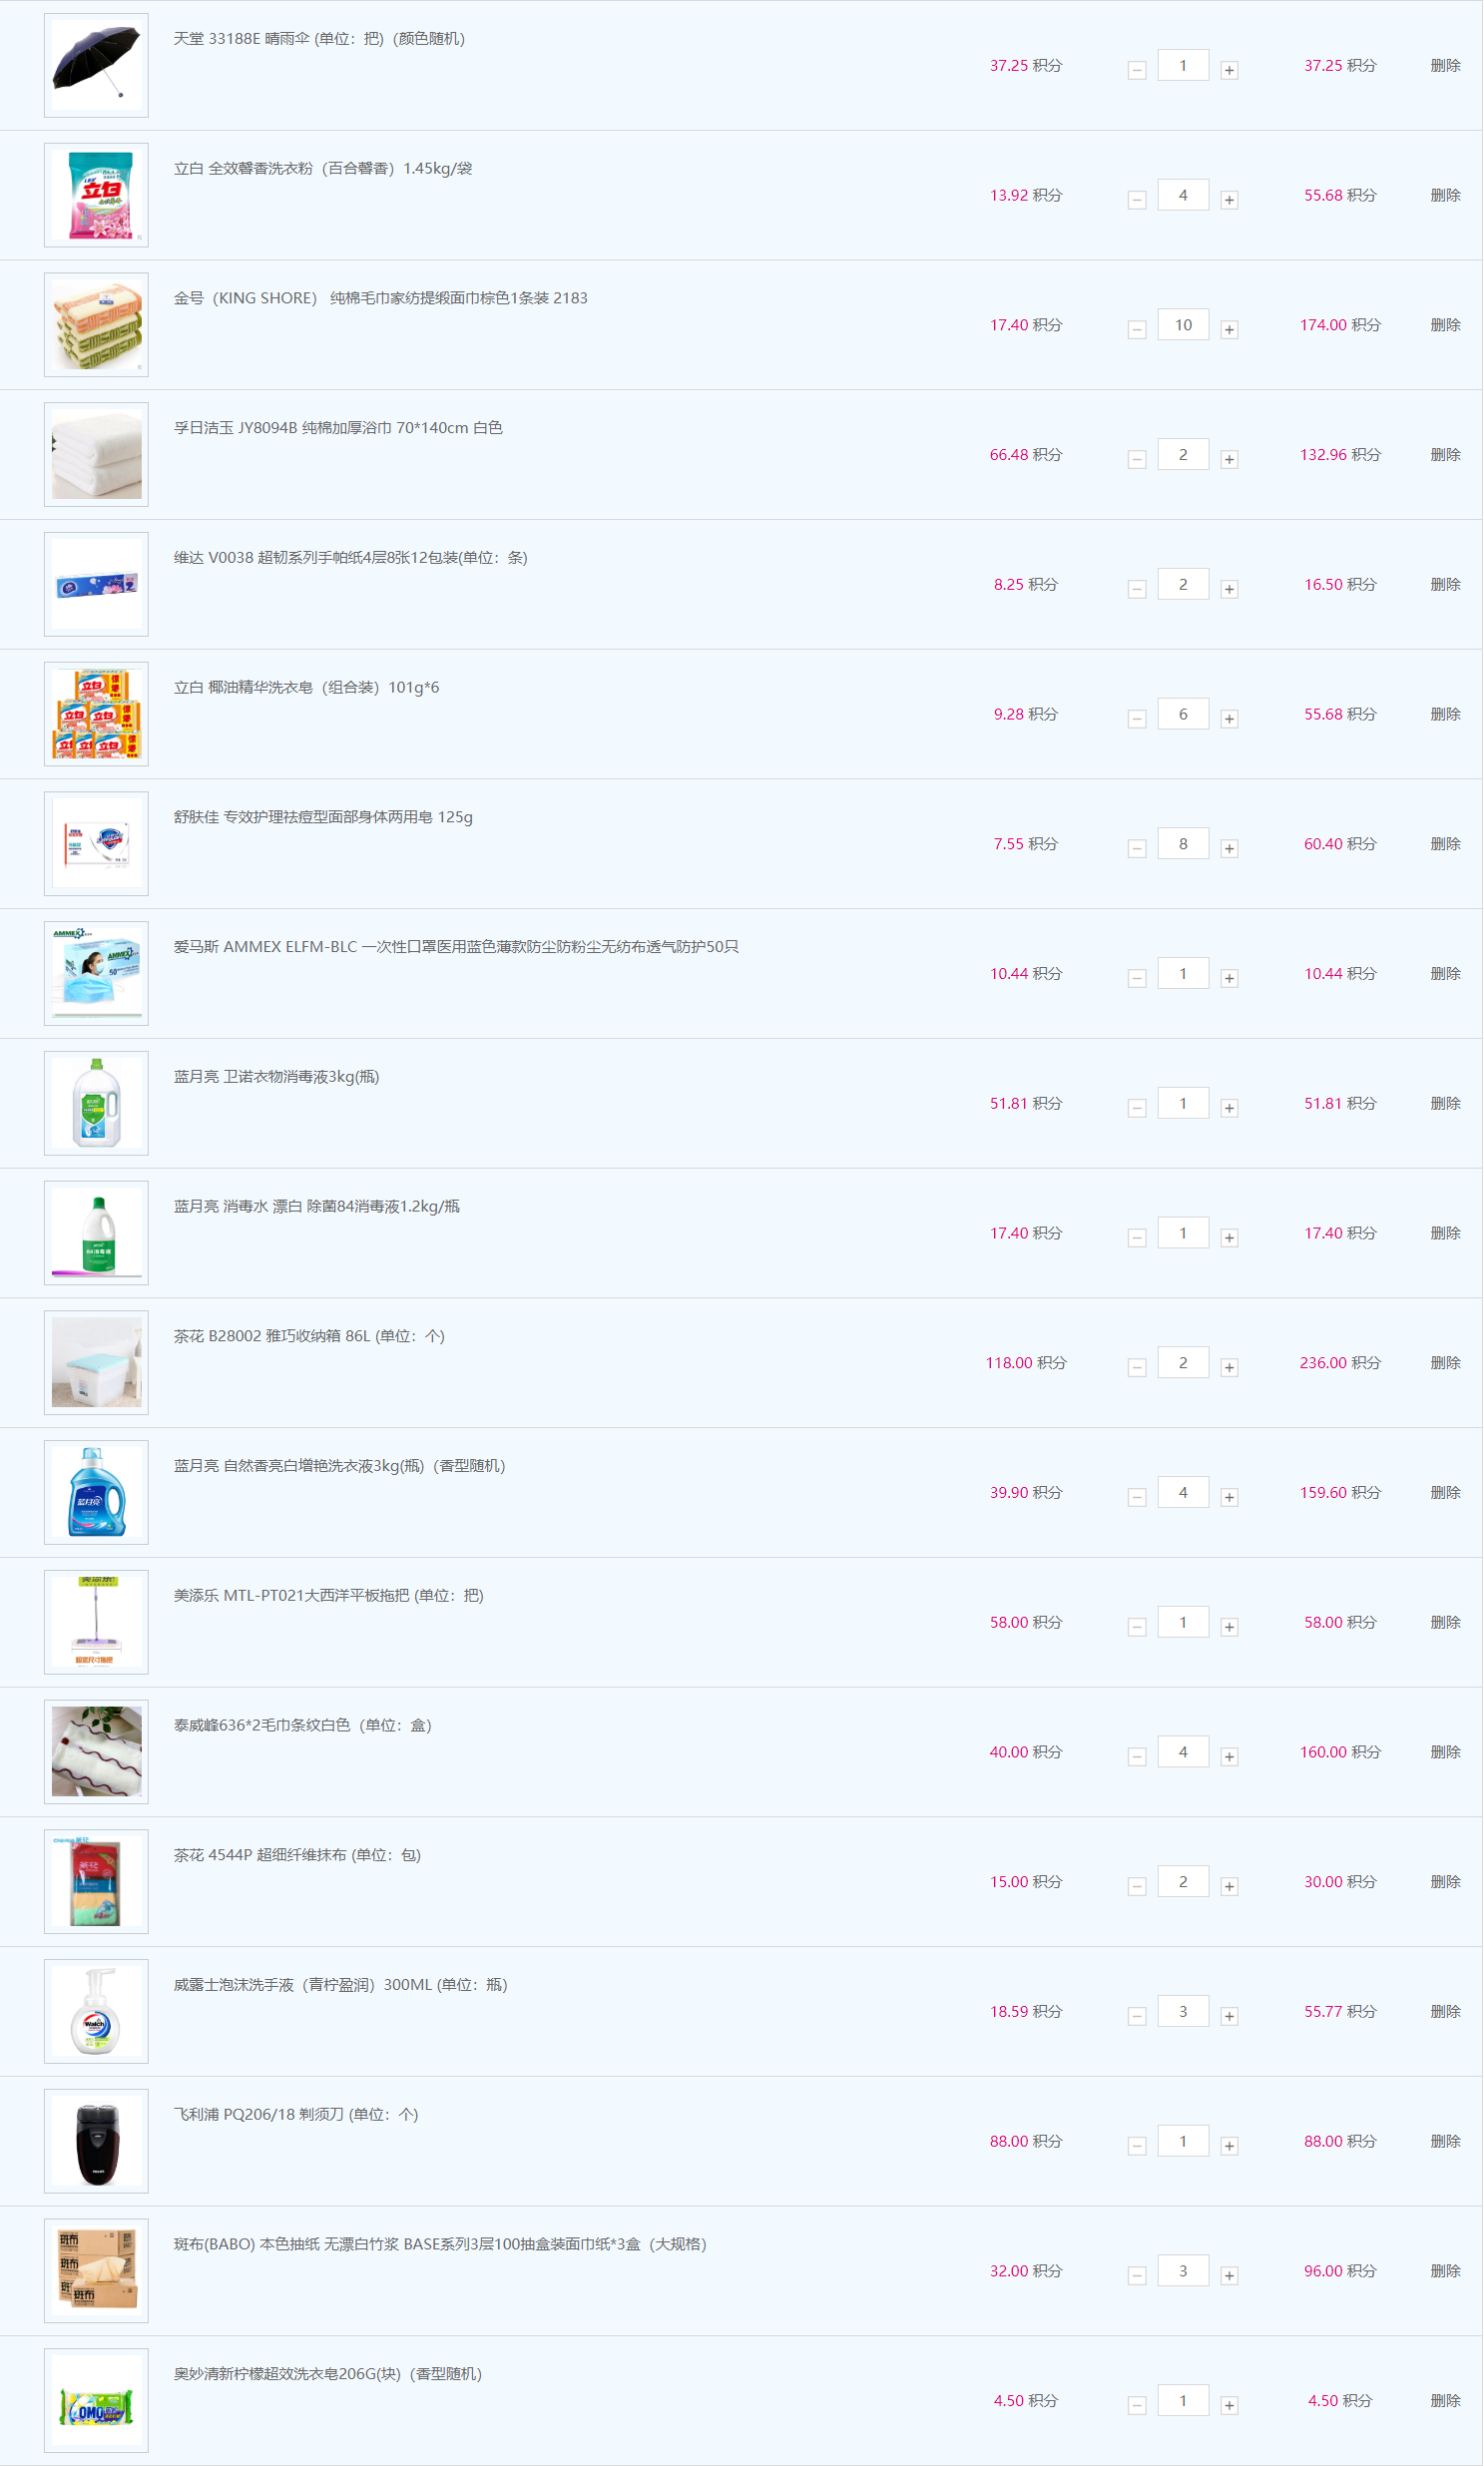 天堂 33188E 晴雨伞 (单位：把)（颜色随机）
37.25 积分 1 37.25 积分 删除
立白 全效馨香洗衣粉（百合馨香）1.45kg/袋
13.92 积分 4 55.68 积分 删除
金号（KING SHORE） 纯棉毛巾家纺提缎面巾棕色1条装 2183
17.40 积分 10 174.00 积分 删除
孚日洁玉 JY8094B 纯棉加厚浴巾 70*140cm 白色
66.48 积分 2 132.96 积分 删除
维达 V0038 超韧系列手帕纸4层8张12包装(单位：条)
8.25 积分 2 16.50 积分 删除
立白 椰油精华洗衣皂（组合装）101g*6
9.28 积分 6 55.68 积分 删除
舒肤佳 专效护理祛痘型面部身体两用皂 125g
7.55 积分 8 60.40 积分 删除
爱马斯 AMMEX ELFM-BLC 一次性口罩医用蓝色薄款防尘防粉尘无纺布透气防护50只
10.44 积分 1 10.44 积分 删除
蓝月亮 卫诺衣物消毒液3kg(瓶)
51.81 积分 1 51.81 积分 删除
蓝月亮 消毒水 漂白 除菌84消毒液1.2kg/瓶
17.40 积分 1 17.40 积分 删除
茶花 B28002 雅巧收纳箱 86L (单位：个)
118.00 积分 2 236.00 积分 删除
蓝月亮 自然香亮白增艳洗衣液3kg(瓶)（香型随机）
39.90 积分 4 159.60 积分 删除
美添乐 MTL-PT021大西洋平板拖把 (单位：把)
58.00 积分 1 58.00 积分 删除
泰威峰636*2毛巾条纹白色（单位：盒）
40.00 积分 4 160.00 积分 删除
茶花 4544P 超细纤维抹布 (单位：包)
15.00 积分 2 30.00 积分 删除
威露士泡沫洗手液（青柠盈润）300ML (单位：瓶)
18.59 积分 3 55.77 积分 删除
飞利浦 PQ206/18 剃须刀 (单位：个)
88.00 积分 1 88.00 积分 删除
斑布(BABO) 本色抽纸 无漂白竹浆 BASE系列3层100抽盒装面巾纸*3盒（大规格）
32.00 积分 3 96.00 积分 删除
奥妙清新柠檬超效洗衣皂206G(块)（香型随机）
4.50 积分 1 4.50 积分 删除